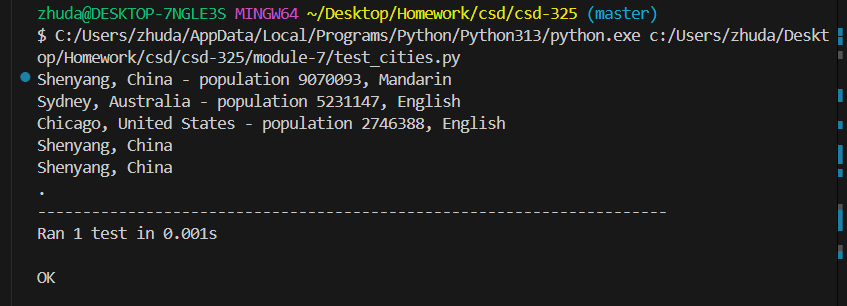 zhuda@DESKTOP-7NGLE3S MINGW64 ~/Desktop/Homework/csd/csd-325 (master)
$ C:/Users/zhuda/AppData/Local/Programs/Python/Python313/python.exe c:/Users/zhuda/Deskt
op/Homework/csd/csd-325/module-7/test_cities.py
Shenyang, China - population 9070093, Mandarin
Sydney, Australia - population 5231147, English
Chicago, United States - population 2746388, English
Shenyang, China
Shenyang, China
.
----------------------------------------------------------------------
Ran 1 test in 0.001s
OK